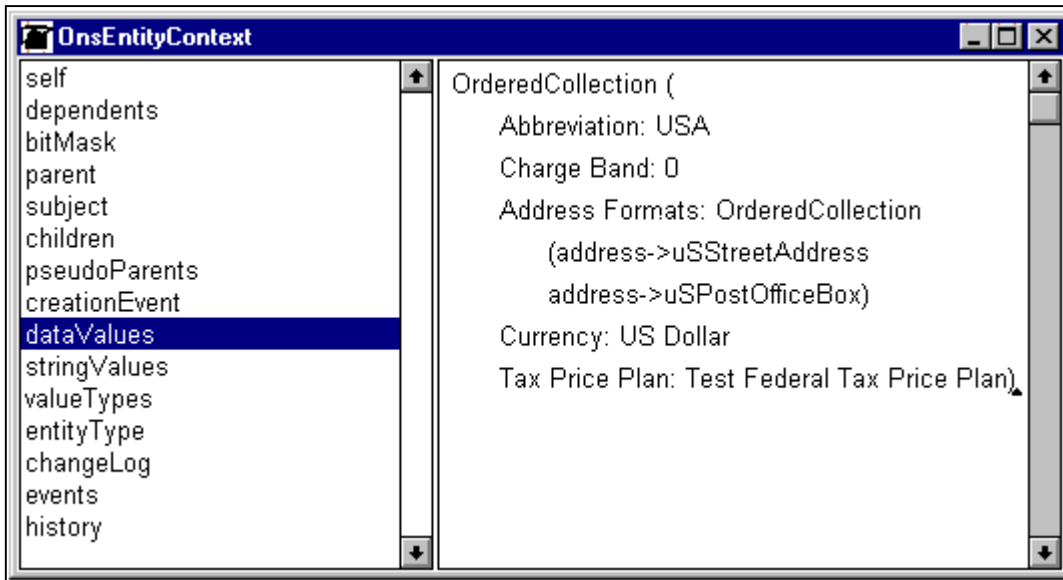 OnsEntityContext
self
dependents
bitMask
parent
subject
children
pseudoParents
creationEvent
dataValues
stringValues
valueTypes
entityType
changeLog
events
history
OrderedCollection (
Abbreviation: USA
Charge Band: 0
Address Formats: OrderedCollection
(address->uSStreetAddress
address->uSPostOfficeBox)
Currency: US Dollar
Tax Price Plan: Test Federal Tax Price Plan)